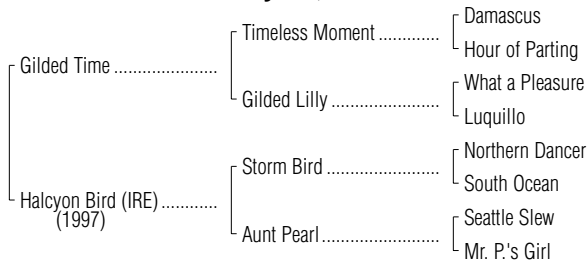 Damascus
Timeless Moment ................
Hour of Parting
Gilded Time ......................
What a Pleasure
Gilded Lilly .......................
Luquillo
Northern Dancer
Storm Bird ........................
South Ocean
Halcyon Bird (IRE) ............
(1997)
Seattle Slew
Aunt Pearl .........................
Mr. P.'s Girl